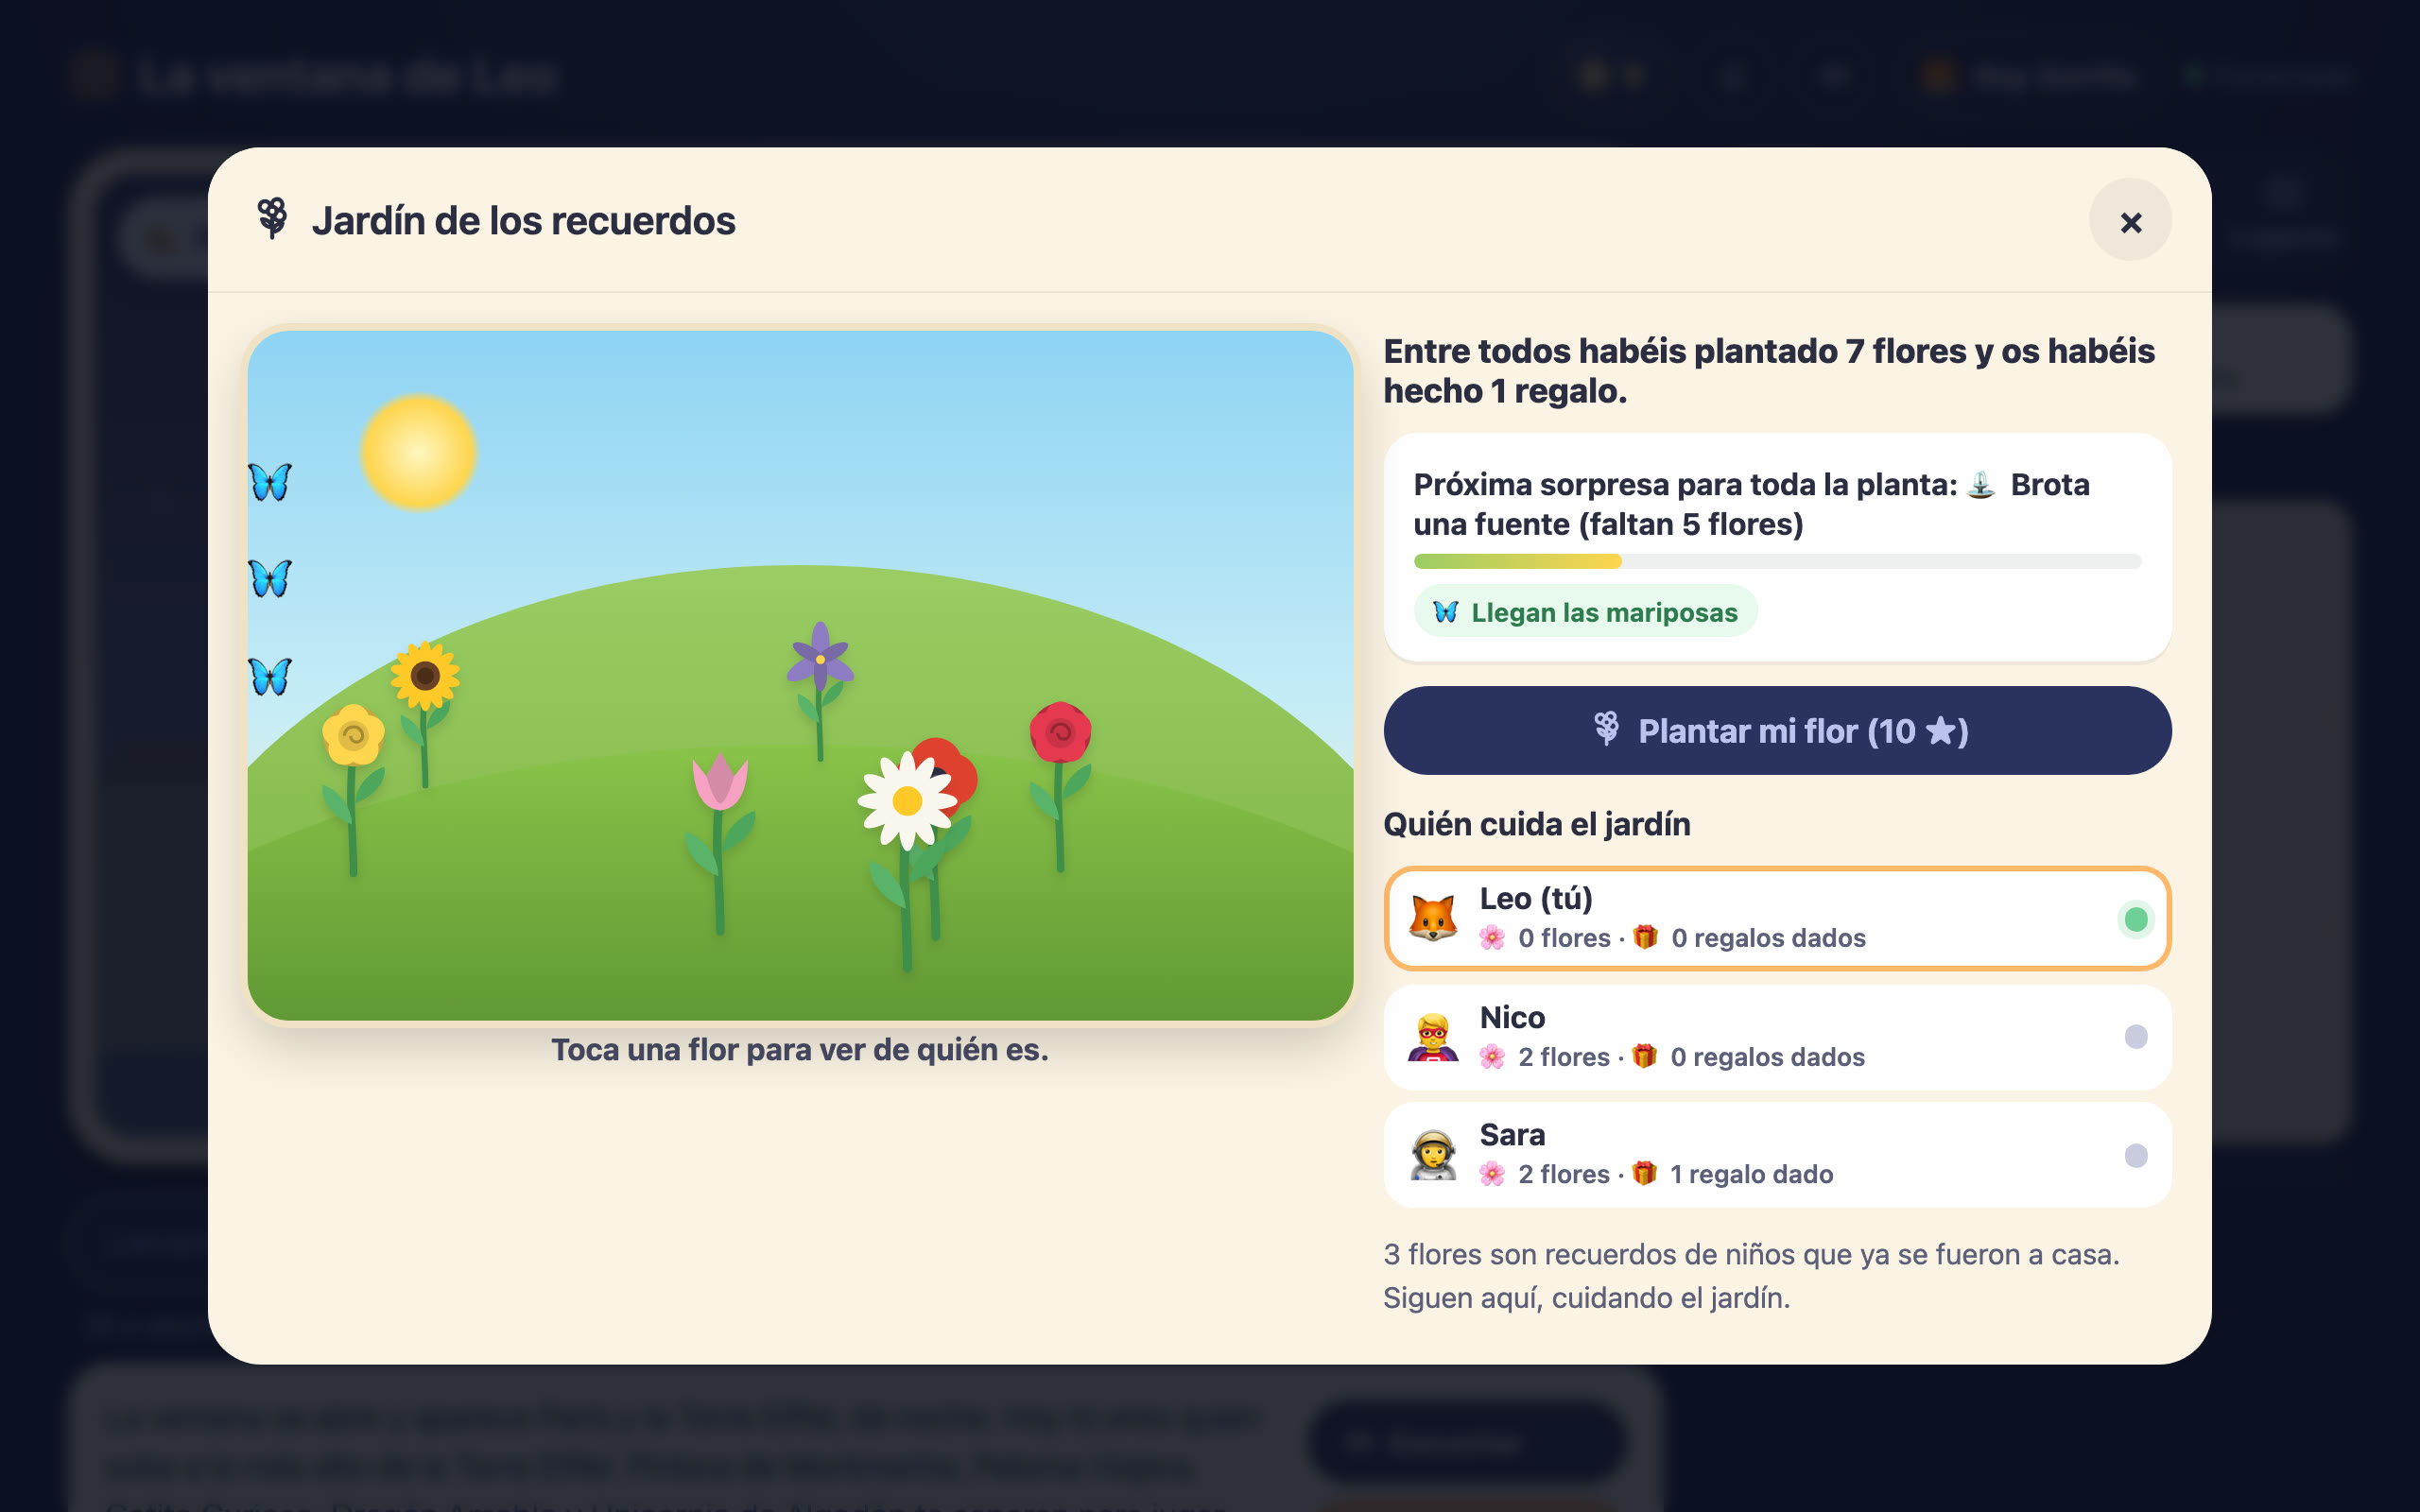 La ventana de Leo
Jardín de los recuerdos
×
Entre todos habéis plantado 7 flores y os habéis
hecho 1 regalo.
Próxima sorpresa para toda la planta: Brota
una fuente (faltan 5 flores)
Llegan las mariposas
Plantar mi flor (10 ★)
Toca una flor para ver de quién es.
Quién cuida el jardín
Leo (tú)
0 flores · 0 regalos dados
Nico
2 flores · 0 regalos dados
Sara
2 flores · 1 regalo dado
3 flores son recuerdos de niños que ya se fueron a casa.
Siguen aquí, cuidando el jardín.